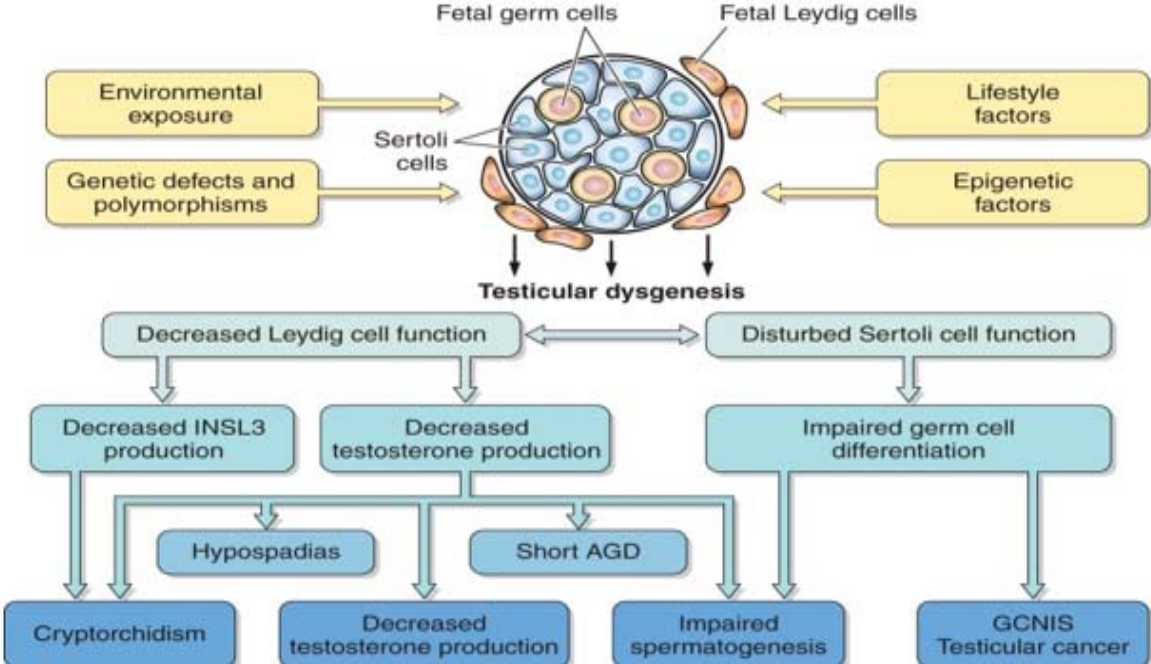 Fetal germ cells
Fetal Leydig cells
Environmental
exposure
Lifestyle
factors
Sertoli
cells
Genetic defects and
polymorphisms
Epigenetic
factors
Testicular dysgenesis
Decreased Leydig cell function
Disturbed Sertoli cell function
Decreased INSL3
production
Decreased
testosterone production
Impaired germ cell
differentiation
Hypospadias
Short AGD
Cryptorchidism
Decreased
testosterone production
Impaired
spermatogenesis
GCNIS
Testicular cancer